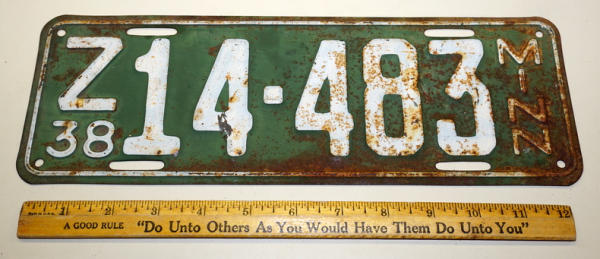 Z 14-483 MINN
38
1 2 3 4 5 6 7 8 9 10 11 12
A GOOD RULE "Do Unto Others As You Would Have Them Do Unto You"